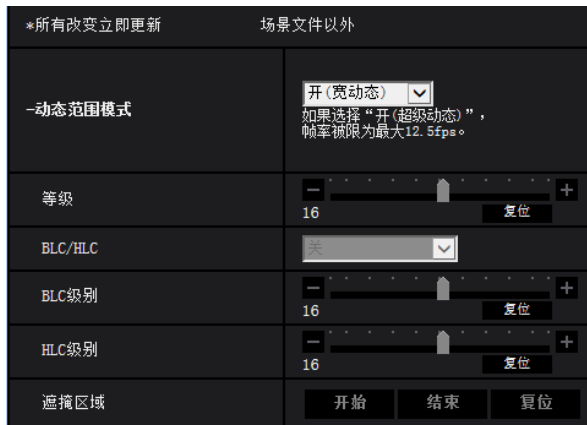 *所有改变立即更新 场景文件以外
-动态范围模式
开(宽动态)
如果选择“开(超级动态)”，
帧率被限为最大12.5fps。
等级
16 复位
BLC/HLC 关
BLC级别
16 复位
HLC级别
16 复位
遮掩区域 开始 结束 复位